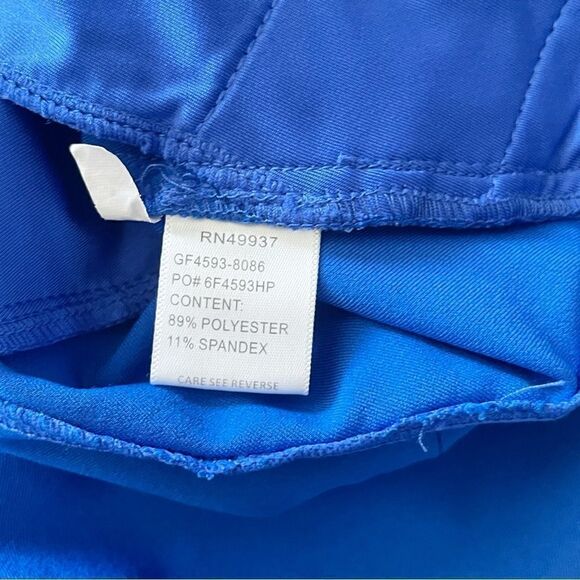 RN49937
GF4593-8086
PO# 6F4593HP
CONTENT:
89% POLYESTER
11% SPANDEX
CARE SEE REVERSE